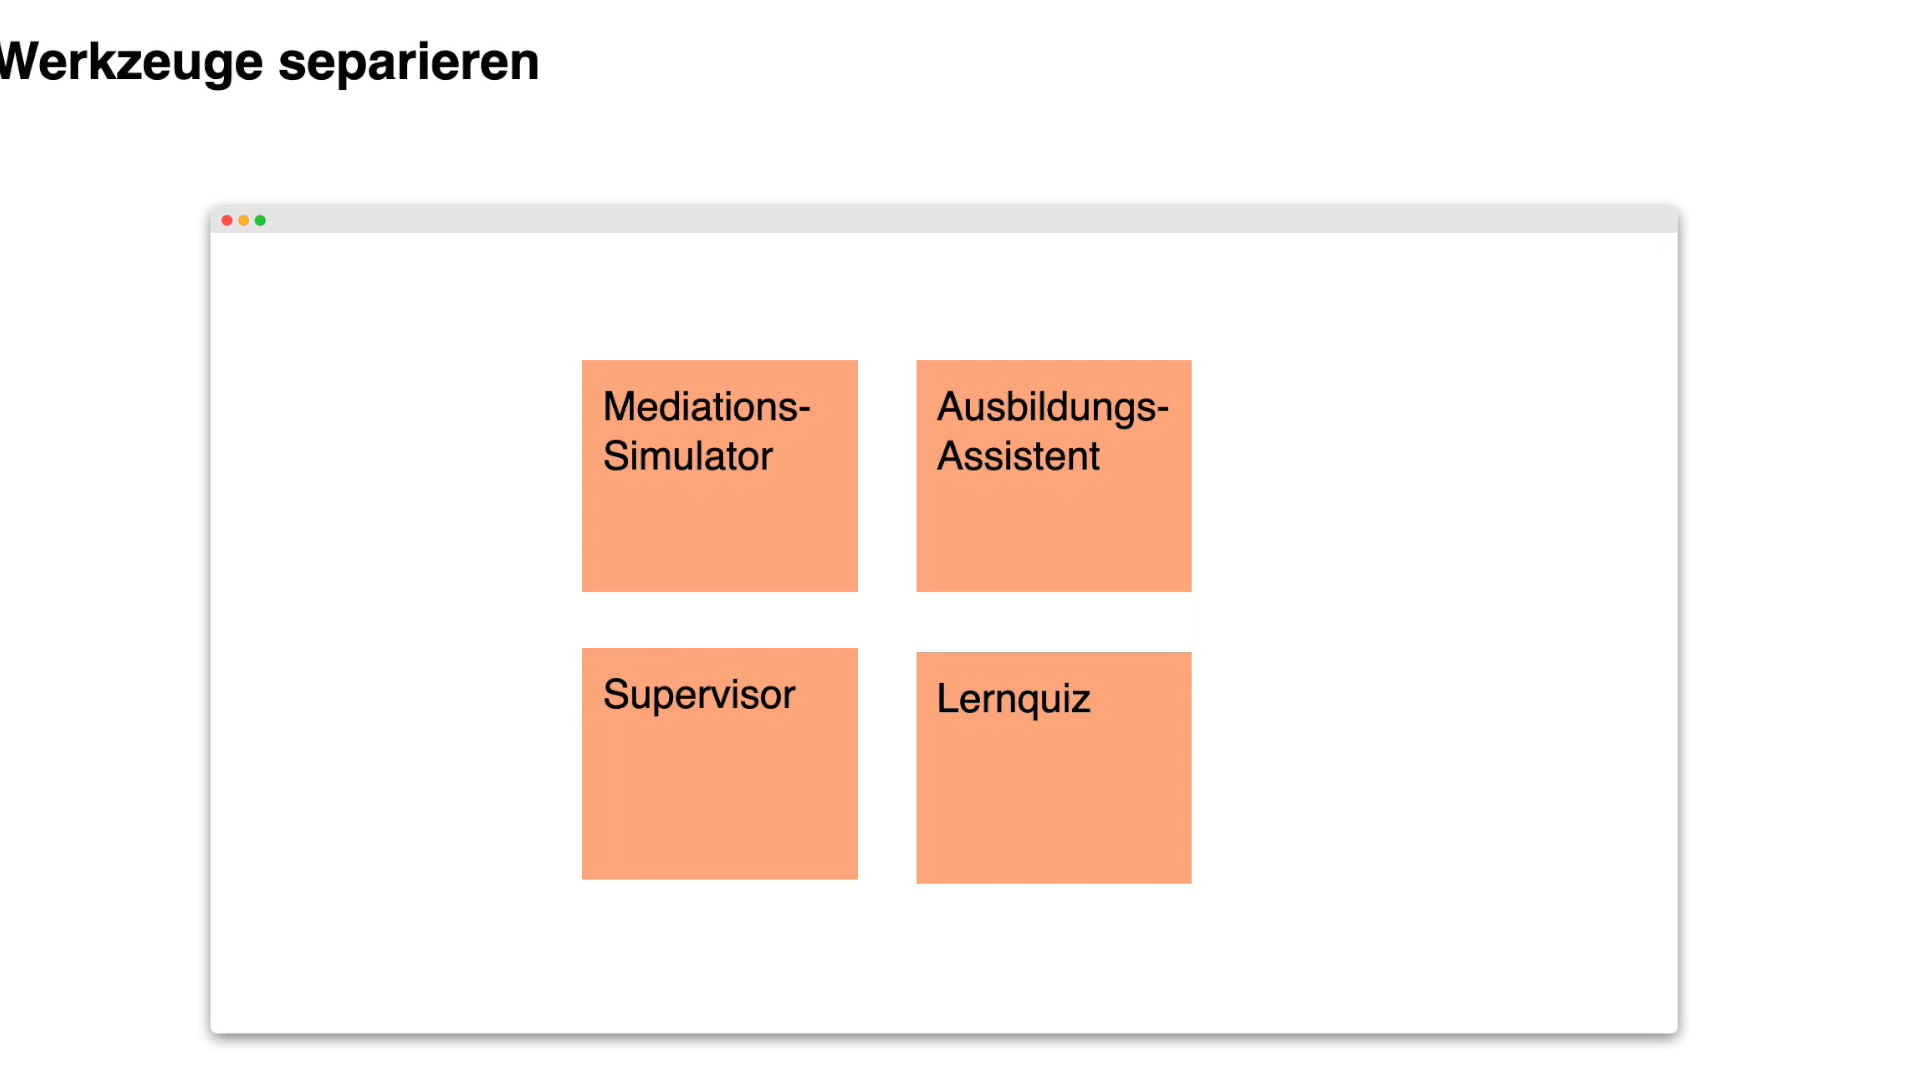 Werkzeuge separieren
Mediations-
Simulator
Ausbildungs-
Assistent
Supervisor
Lernquiz